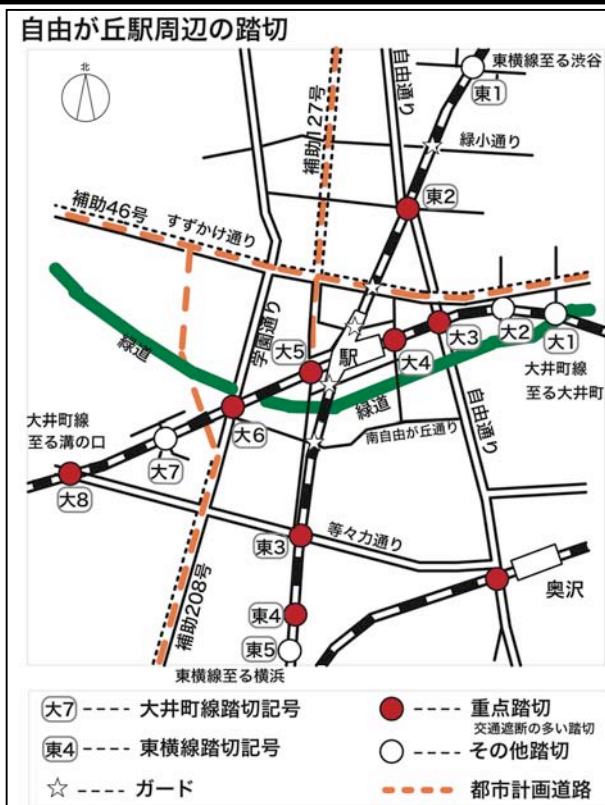 自由が丘駅周辺の踏切
北
東横線至る渋谷
自由通り
東1
補助127号
緑小通り
東2
補助46号
すずかけ通り
学園通り
緑道
大5
駅
大4
大3
大2
大1
大井町線
至る大井町
大6
緑道
自由通り
大井町線
至る溝の口
南自由が丘通り
大7
大8
東3
等々力通り
補助208号
奥沢
東4
東5
東横線至る横浜
大7 ---- 大井町線踏切記号
東4 ---- 東横線踏切記号
☆ ---- ガード
---- 重点踏切
交通遮断の多い踏切
---- その他踏切
都市計画道路